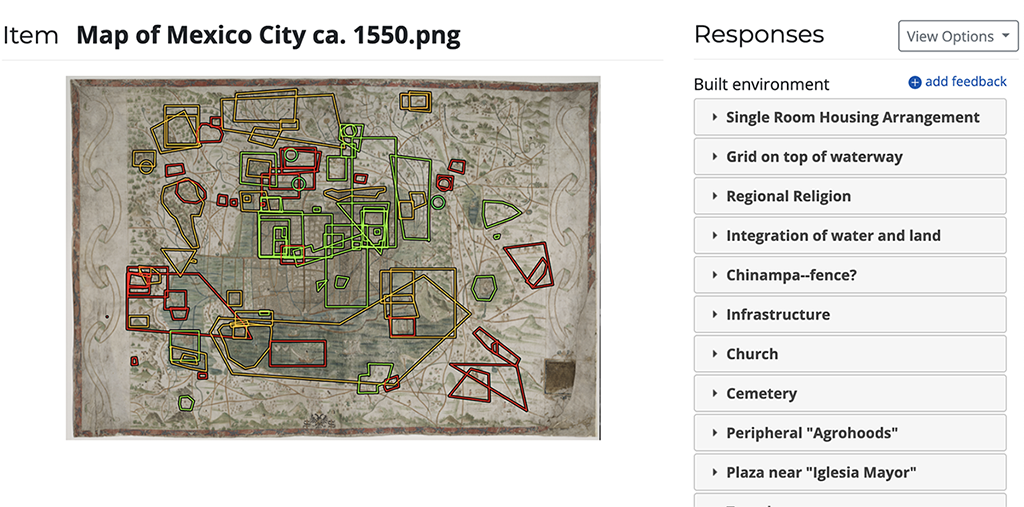 Item Map of Mexico City ca. 1550.png
Responses
View Options
Built environment
add feedback
Single Room Housing Arrangement
Grid on top of waterway
Regional Religion
Integration of water and land
Chinampa--fence?
Infrastructure
Church
Cemetery
Peripheral "Agrohoods"
Plaza near "Iglesia Mayor"